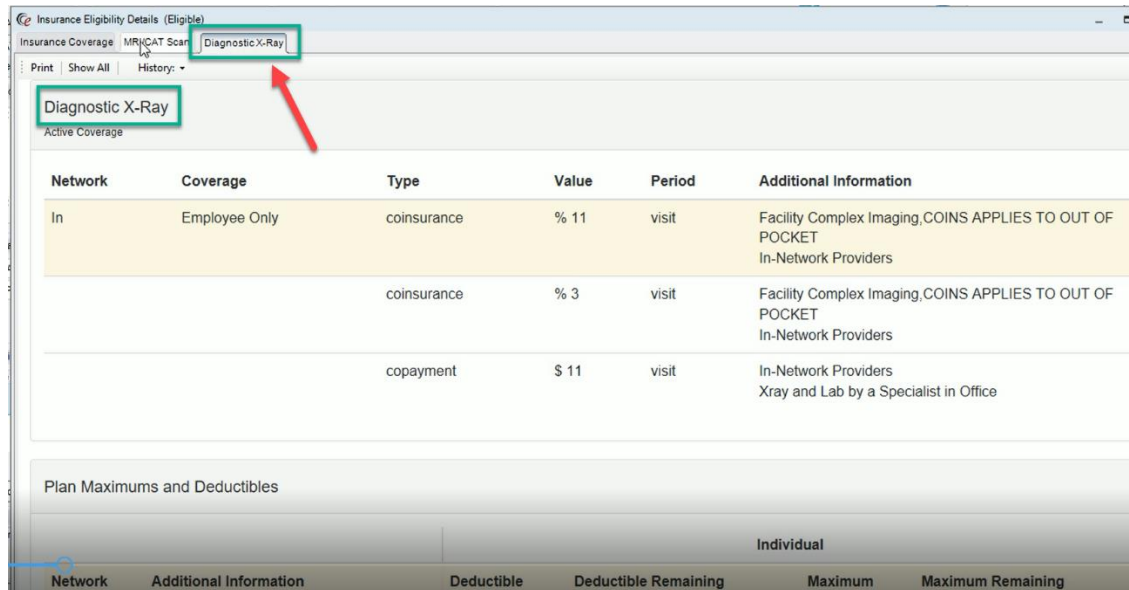 Insurance Eligibility Details (Eligible)
Insurance Coverage MRI/CAT Scan Diagnostic X-Ray
Print Show All History:
Diagnostic X-Ray
Active Coverage
Network Coverage Type Value Period Additional Information
In Employee Only coinsurance % 11 visit Facility Complex Imaging,COINS APPLIES TO OUT OF
POCKET
In-Network Providers
coinsurance % 3 visit Facility Complex Imaging,COINS APPLIES TO OUT OF
POCKET
In-Network Providers
copayment $ 11 visit In-Network Providers
Xray and Lab by a Specialist in Office
Plan Maximums and Deductibles
Individual
Network Additional Information Deductible Deductible Remaining Maximum Maximum Remaining